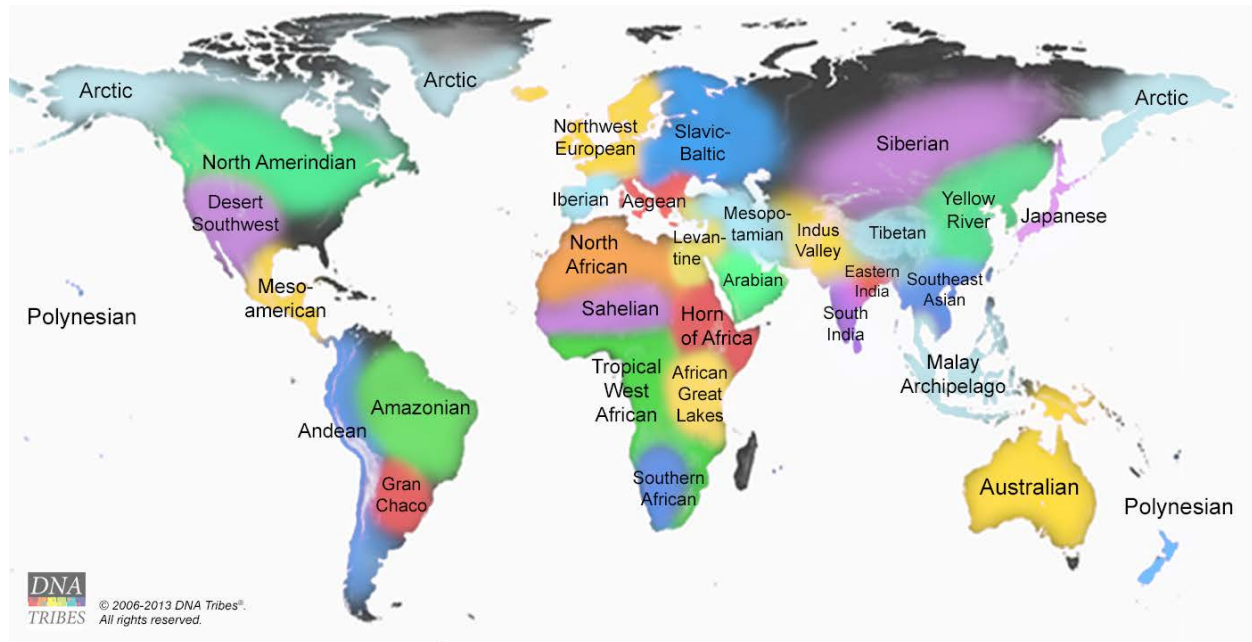 Arctic
Arctic
Arctic
North Amerindian
Desert
Southwest
Meso-
american
Polynesian
Andean
Amazonian
Gran
Chaco
Northwest
European
Slavic-
Baltic
Iberian
Aegean
Mesopo-
tamian
Levan-
tine
Arabian
North
African
Sahelian
Horn
of Africa
Tropical
West
African
African
Great
Lakes
Southern
African
Siberian
Indus
Valley
Tibetan
Yellow
River
Japanese
Eastern
India
South
India
Southeast
Asian
Malay
Archipelago
Australian
Polynesian
DNA
TRIBES
© 2006-2013 DNA Tribes®.
All rights reserved.